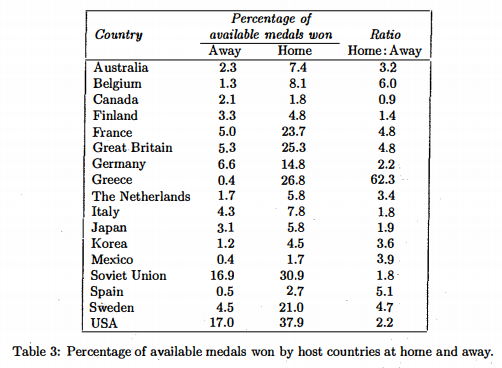 Percentage of
Country available medals won Ratio
Away Home Home: Away
Australia 2.3 7.4 3.2
Belgium 1.3 8.1 6.0
Canada 2.1 1.8 0.9
Finland 3.3 4.8 1.4
France 5.0 23.7 4.8
Great Britain 5.3 25.3 4.8
Germany 6.6 14.8 2.2
Greece 0.4 26.8 62.3
The Netherlands 1.7 5.8 3.4
Italy 4.3 7.8 1.8
Japan 3.1 5.8 1.9
Korea 1.2 4.5 3.6
Mexico 0.4 1.7 3.9
Soviet Union 16.9 30.9 1.8
Spain 0.5 2.7 5.1
Sweden 4.5 21.0 4.7
USA 17.0 37.9 2.2
Table 3: Percentage of available medals won by host countries at home and away.